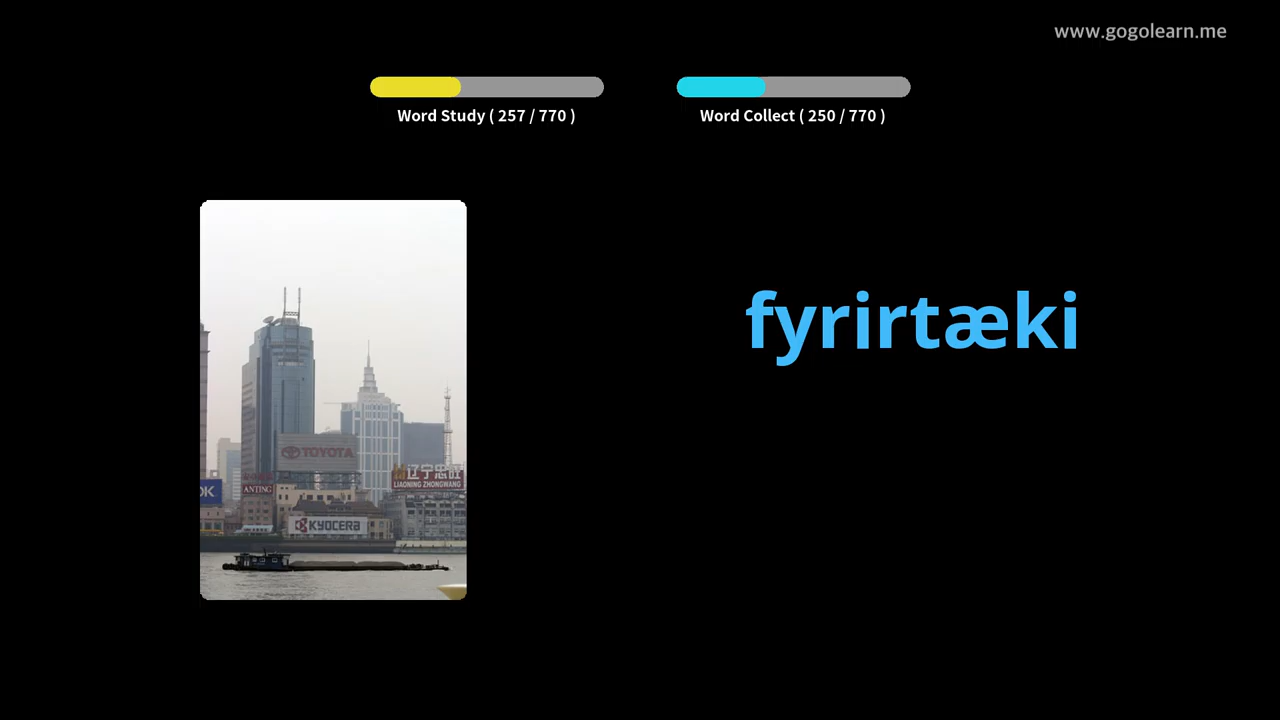 www.gogolearn.me
Word Study ( 257 / 770 )
Word Collect ( 250 / 770 )
fyrirtæki
TOYOTA
辽宁忠旺
LIAONING ZHONGWANG
OK
ANTING
KYOCERA